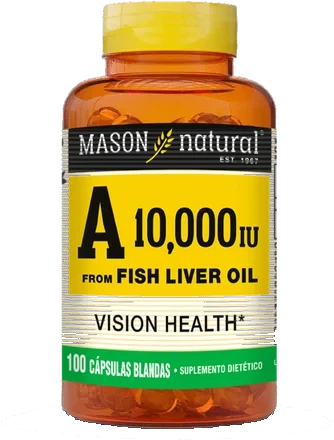 MASON natural®
EST. 1967
A 10,000 IU
FROM FISH LIVER OIL
VISION HEALTH*
100 CÁPSULAS BLANDAS • SUPLEMENTO DIETÉTICO